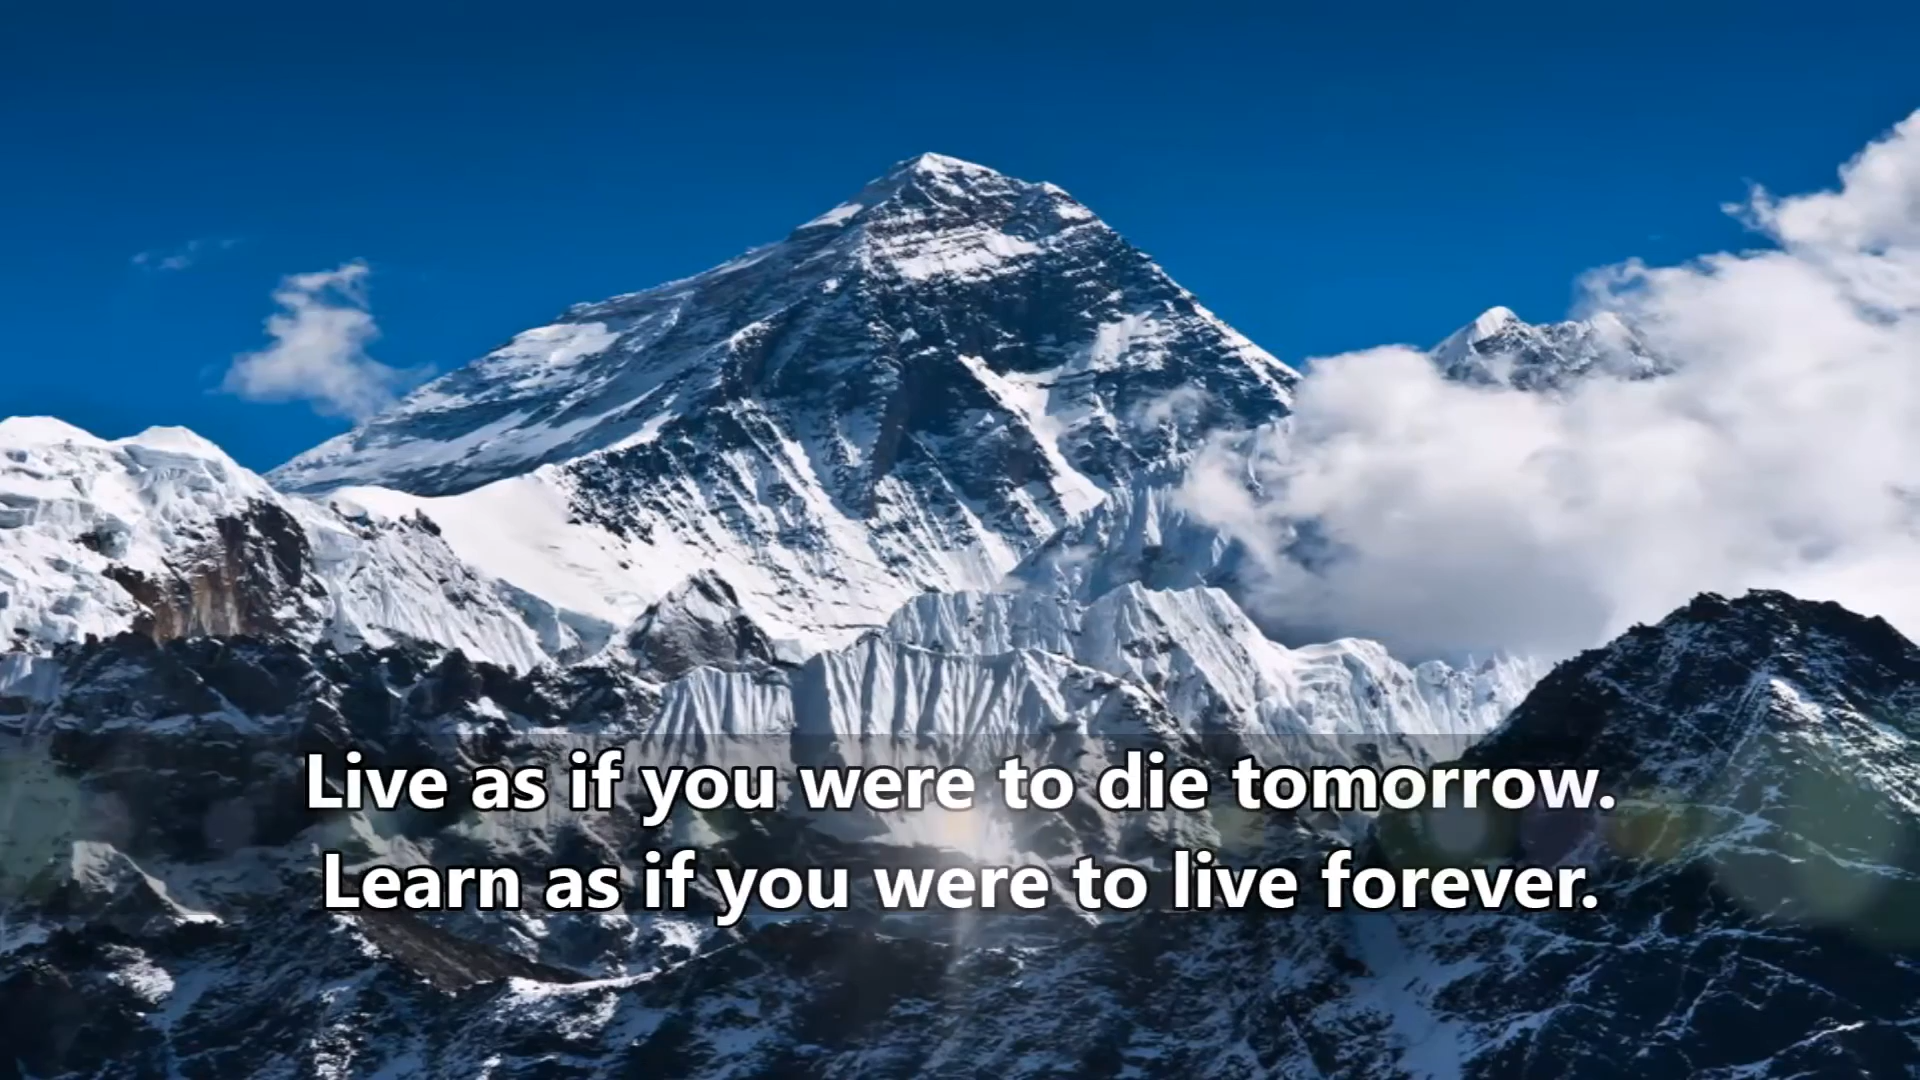 Live as if you were to die tomorrow.
Learn as if you were to live forever.